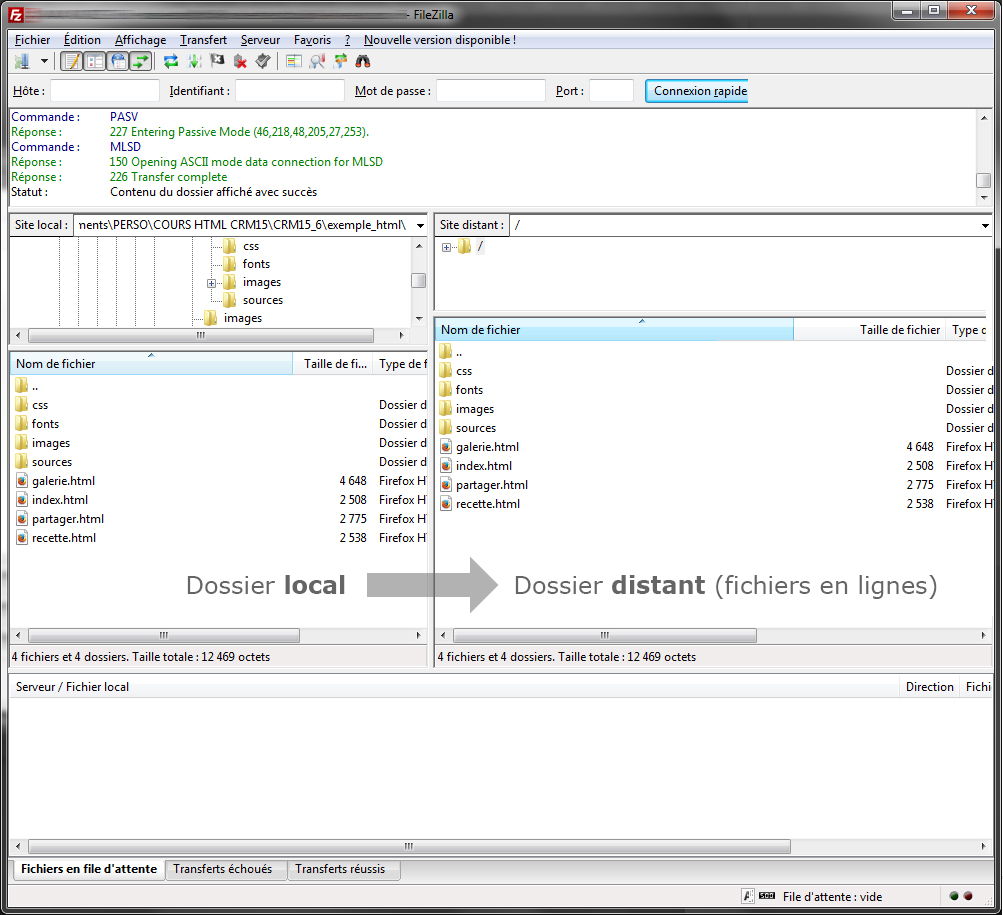 - FileZilla
Fichier Édition Affichage Transfert Serveur Favoris ? Nouvelle version disponible !
Hôte : Identifiant : Mot de passe : Port : Connexion rapide
Commande : PASV
Réponse : 227 Entering Passive Mode (46,218,48,205,27,253).
Commande : MLSD
Réponse : 150 Opening ASCII mode data connection for MLSD
Réponse : 226 Transfer complete
Statut : Contenu du dossier affiché avec succès
Site local : nents\PERSO\COURS HTML CRM15\CRM15_6\exemple_html\
css
fonts
images
sources
images
Nom de fichier Taille de fi... Type de f
..
css Dossier d
fonts Dossier d
images Dossier d
sources Dossier d
galerie.html 4 648 Firefox H
index.html 2 508 Firefox H
partager.html 2 775 Firefox H
recette.html 2 538 Firefox H
4 fichiers et 4 dossiers. Taille totale : 12 469 octets
Site distant : /
/
Nom de fichier Taille de fichier Type d
..
css Dossier d
fonts Dossier d
images Dossier d
sources Dossier d
galerie.html 4 648 Firefox H
index.html 2 508 Firefox H
partager.html 2 775 Firefox H
recette.html 2 538 Firefox H
4 fichiers et 4 dossiers. Taille totale : 12 469 octets
Dossier local Dossier distant (fichiers en lignes)
Serveur / Fichier local Direction Fichi
Fichiers en file d'attente Transferts échoués Transferts réussis
File d'attente : vide